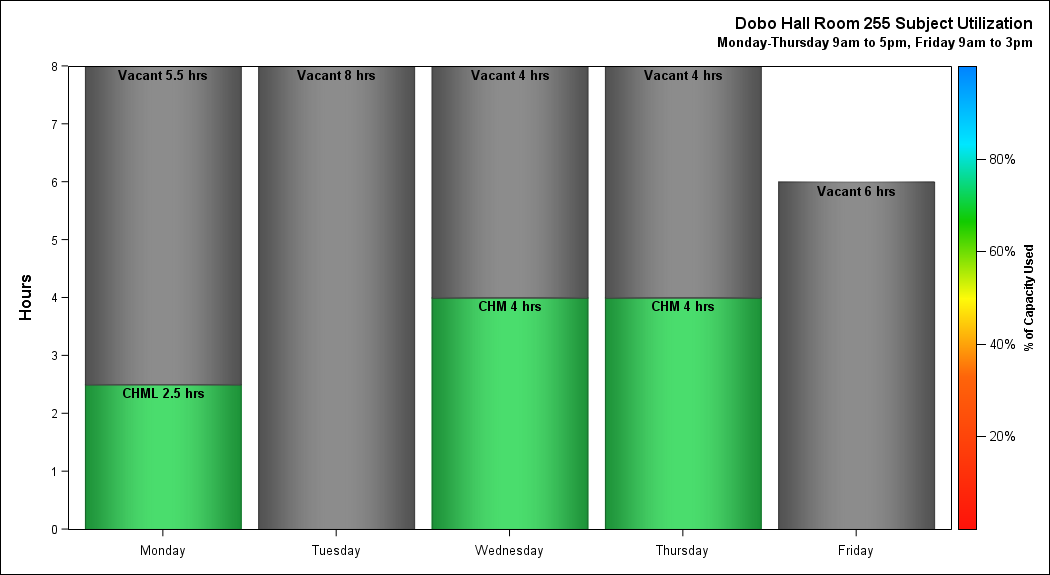 Dobo Hall Room 255 Subject Utilization
Monday-Thursday 9am to 5pm, Friday 9am to 3pm
8
7
6
5
4
3
2
1
0
Hours
Vacant 5.5 hrs
CHML 2.5 hrs
Vacant 8 hrs
Vacant 4 hrs
CHM 4 hrs
Vacant 4 hrs
CHM 4 hrs
Vacant 6 hrs
Monday
Tuesday
Wednesday
Thursday
Friday
80%
60%
40%
20%
% of Capacity Used